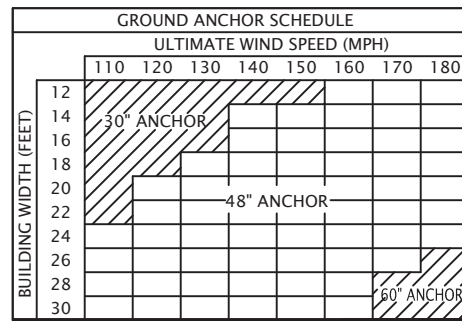 GROUND ANCHOR SCHEDULE
ULTIMATE WIND SPEED (MPH)
110 120 130 140 150 160 170 180
BUILDING WIDTH (FEET)
12
14
30" ANCHOR
16
18
20
48" ANCHOR
22
24
26
28
60" ANCHOR
30